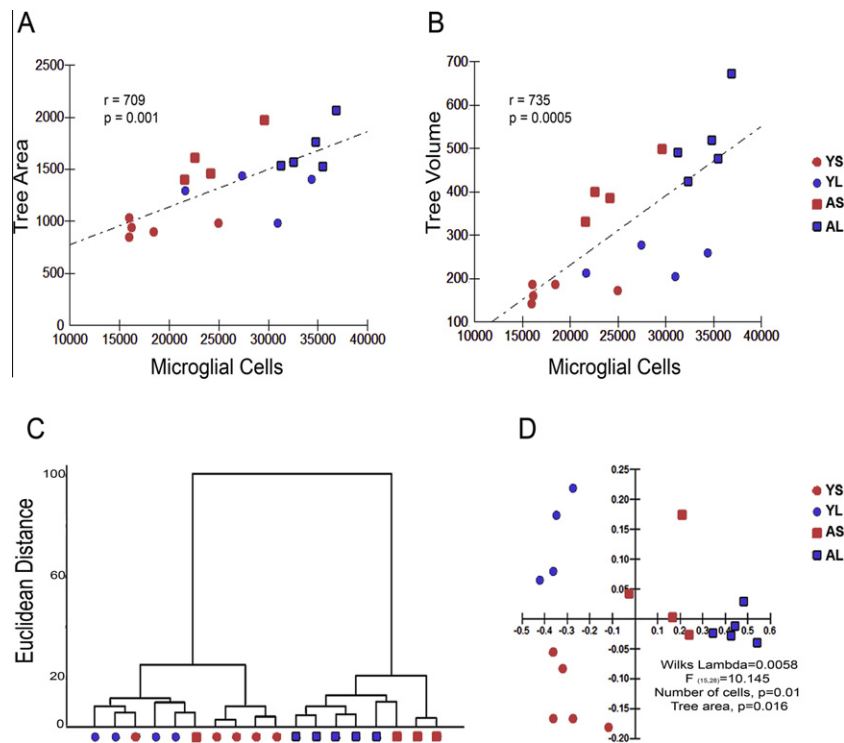 A
2500
2000
1500
1000
500
0
Tree Area
r = 709
p = 0.001
10000 15000 20000 25000 30000 35000 40000
Microglial Cells
B
700
600
500
400
300
200
100
Tree Volume
r = 735
p = 0.0005
10000 15000 20000 25000 30000 35000 40000
Microglial Cells
YS
YL
AS
AL
C
Euclidean Distance
100
60
20
0
D
0.25
0.20
0.15
0.10
0.05
-0.5 -0.4 -0.3 -0.2 -0.1 0.1 0.2 0.3 0.4 0.5 0.6
-0.05
-0.10
-0.15
-0.20
Wilks Lambda=0.0058
F (15,28)=10.145
Number of cells, p=0.01
Tree area, p=0.016
YS
YL
AS
AL